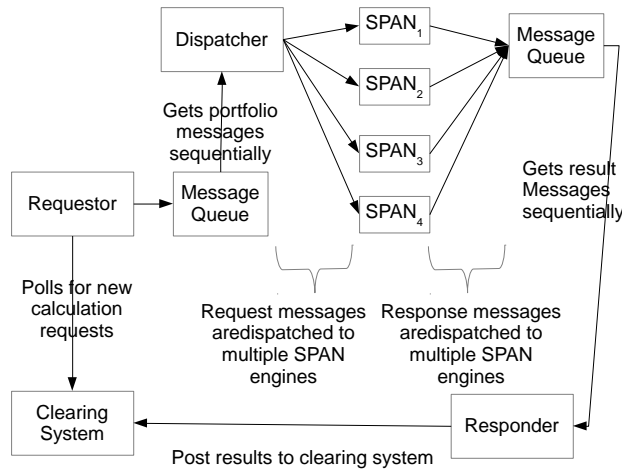 Dispatcher
SPAN1
SPAN2
SPAN3
SPAN4
Message
Queue
Gets portfolio
messages
sequentially
Requestor
Message
Queue
Gets result
Messages
sequentially
Polls for new
calculation
requests
Request messages
aredispatched to
multiple SPAN
engines
Response messages
aredispatched to
multiple SPAN
engines
Clearing
System
Responder
Post results to clearing system